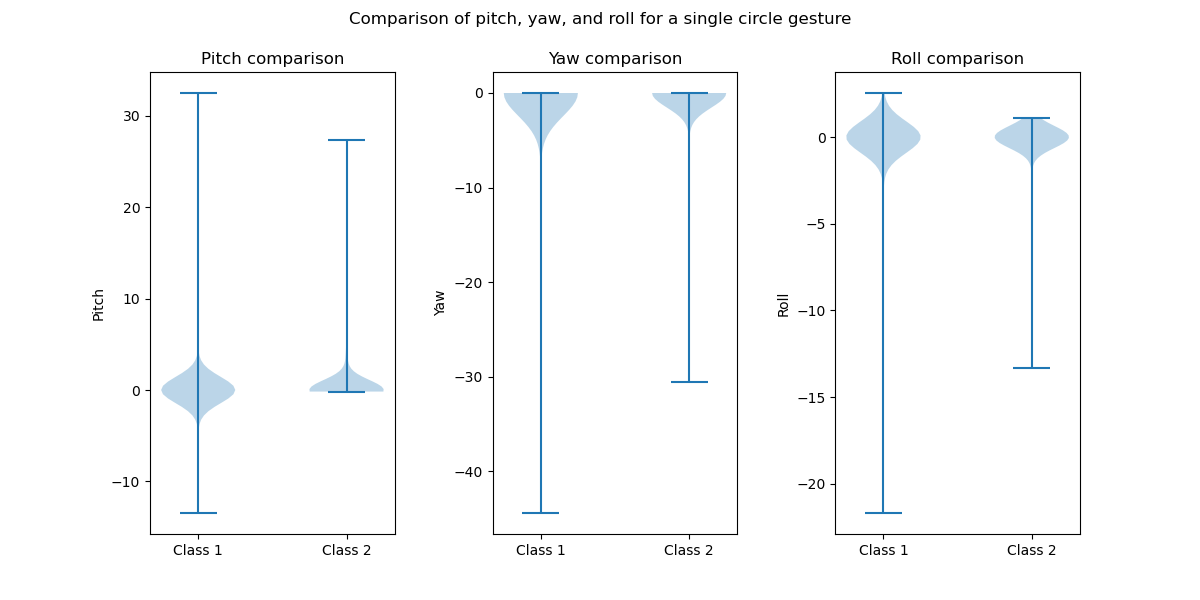 Comparison of pitch, yaw, and roll for a single circle gesture
Pitch comparison
Pitch
30
20
10
0
−10
Class 1
Class 2
Yaw comparison
Yaw
0
−10
−20
−30
−40
Class 1
Class 2
Roll comparison
Roll
0
−5
−10
−15
−20
Class 1
Class 2